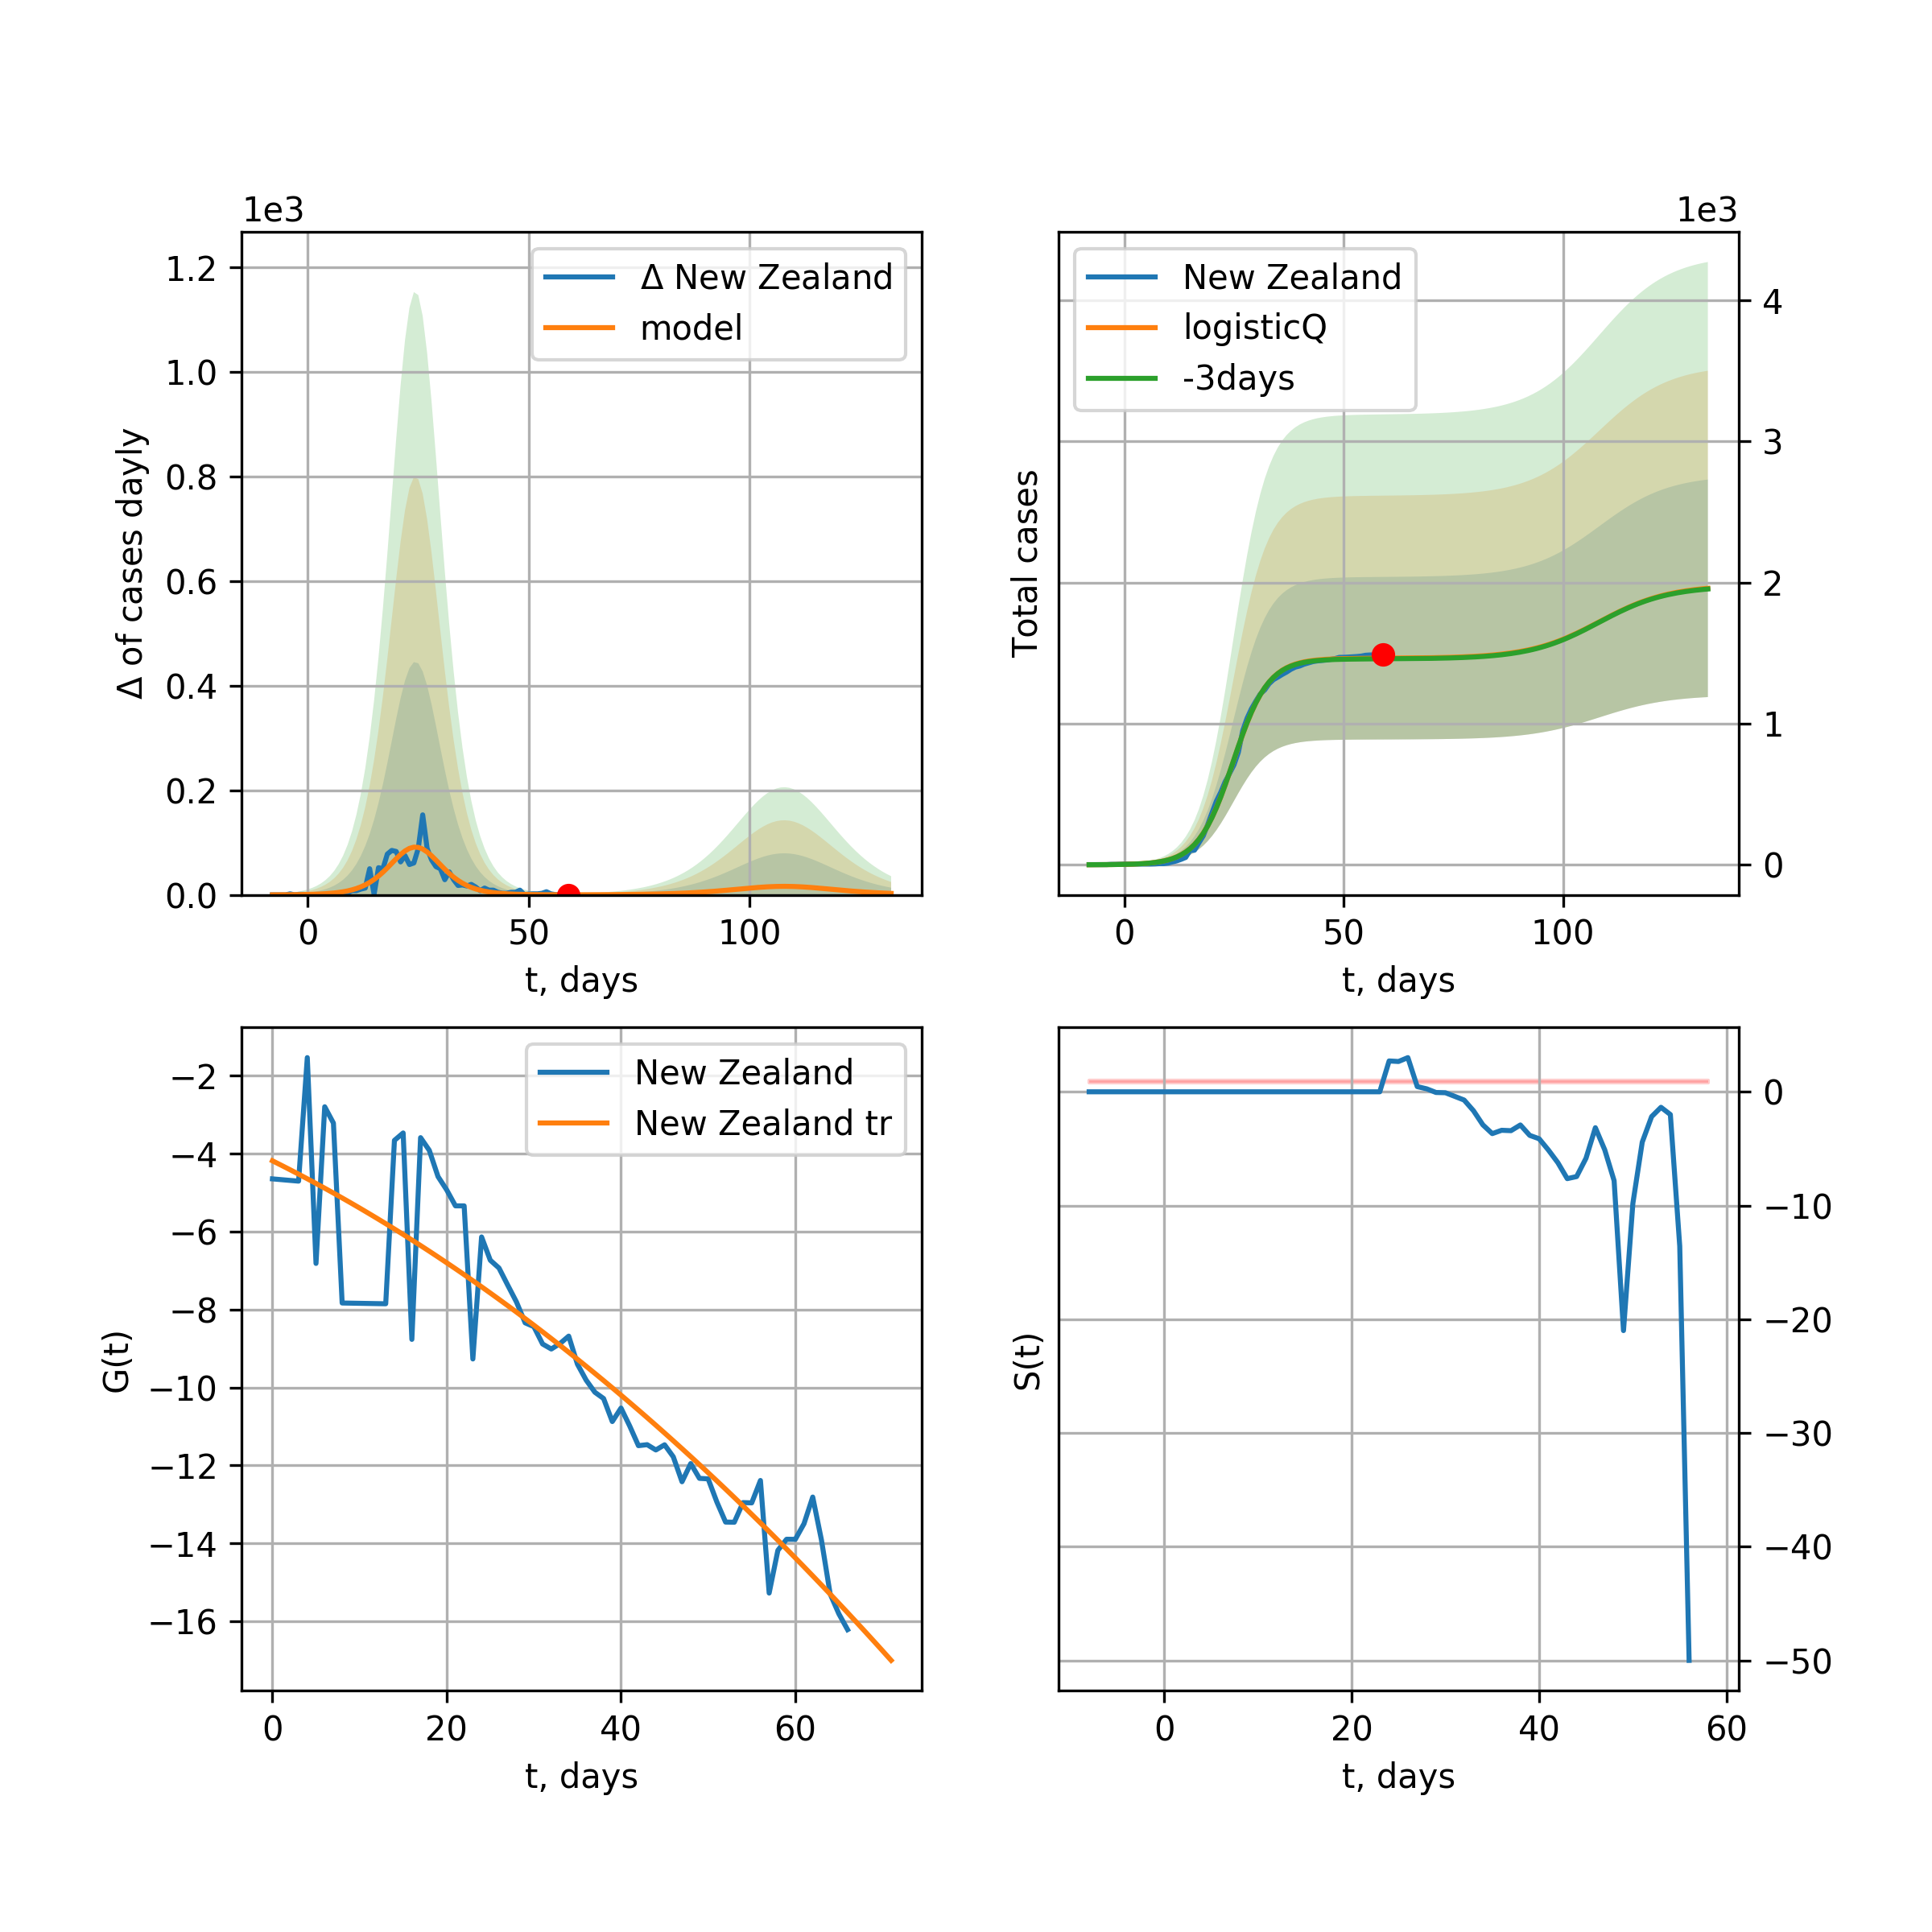 1e3
1.2
1.0
0.8
0.6
0.4
0.2
0.0
Δ of cases dayly
Δ New Zealand
model
0 50 100
t, days
1e3
New Zealand
logisticQ
-3days
Total cases
4
3
2
1
0
0 50 100
t, days
−2
−4
−6
−8
−10
−12
−14
−16
G(t)
New Zealand
New Zealand tr
0 20 40 60
t, days
S(t)
0
−10
−20
−30
−40
−50
0 20 40 60
t, days